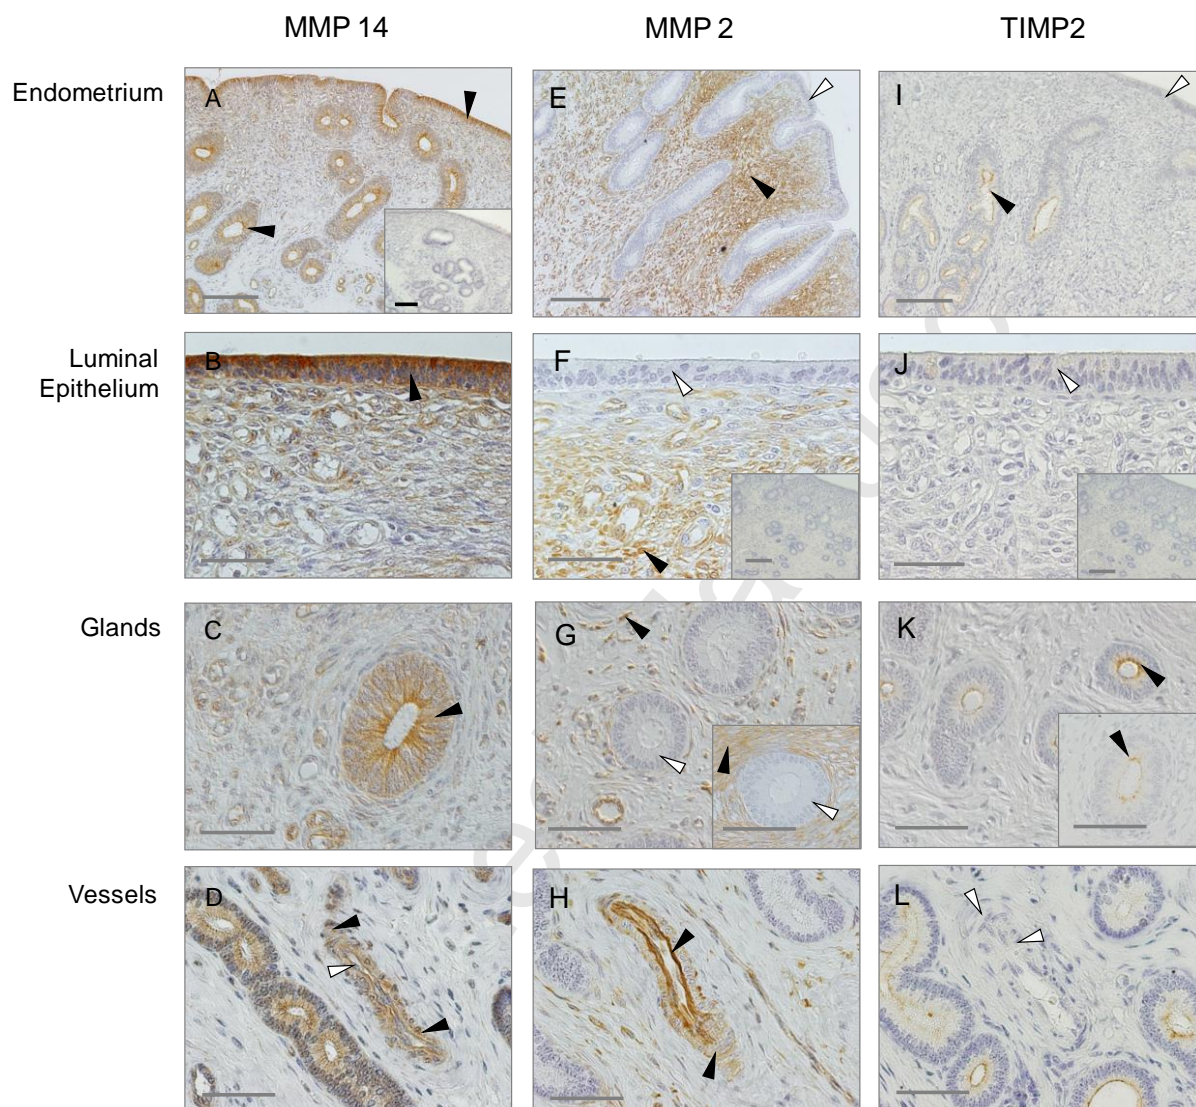 MMP 14 MMP 2 TIMP2
Endometrium A E I
Luminal B F J
Epithelium
Glands C G K
Vessels D H L